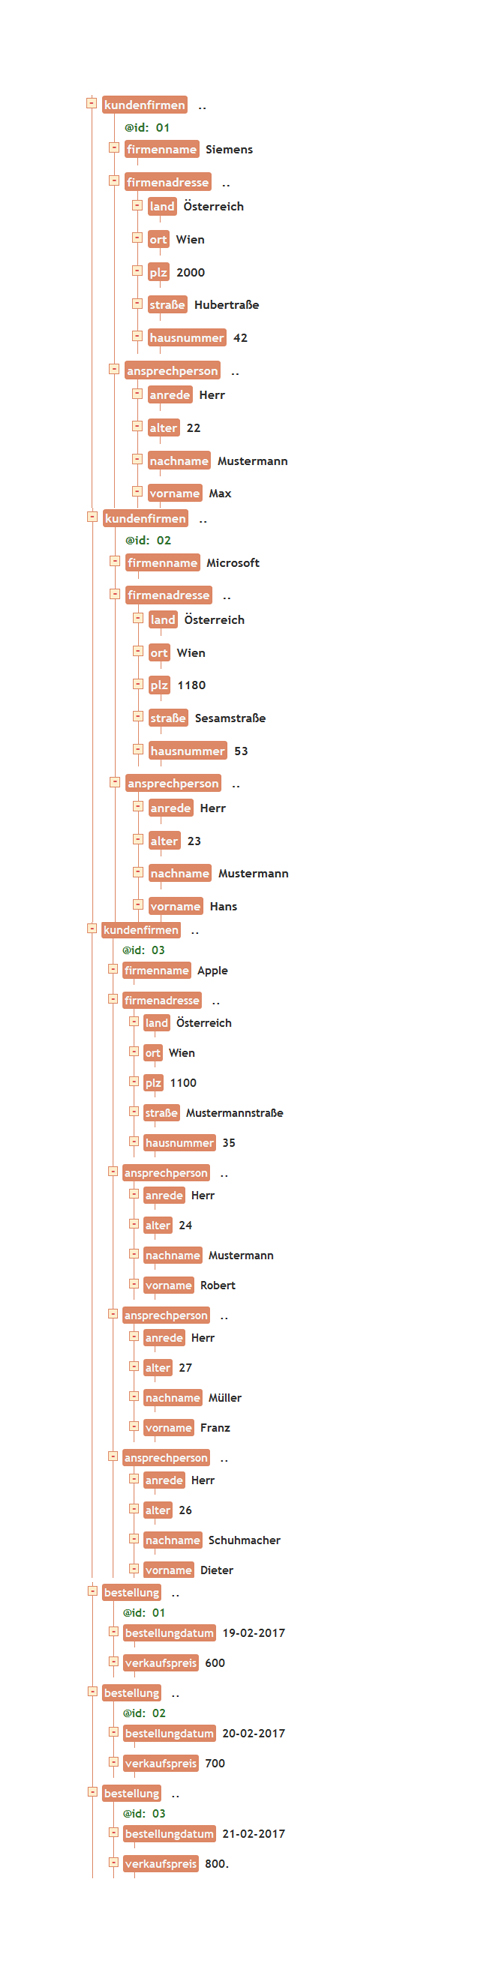 kundenfirmen ..
@id: 01
firmenname Siemens
firmenadresse ..
land Österreich
ort Wien
plz 2000
straße Hubertraße
hausnummer 42
ansprechperson ..
anrede Herr
alter 22
nachname Mustermann
vorname Max
kundenfirmen ..
@id: 02
firmenname Microsoft
firmenadresse ..
land Österreich
ort Wien
plz 1180
straße Sesamstraße
hausnummer 53
ansprechperson ..
anrede Herr
alter 23
nachname Mustermann
vorname Hans
kundenfirmen ..
@id: 03
firmenname Apple
firmenadresse ..
land Österreich
ort Wien
plz 1100
straße Mustermannstraße
hausnummer 35
ansprechperson ..
anrede Herr
alter 24
nachname Mustermann
vorname Robert
ansprechperson ..
anrede Herr
alter 27
nachname Müller
vorname Franz
ansprechperson ..
anrede Herr
alter 26
nachname Schuhmacher
vorname Dieter
bestellung ..
@id: 01
bestellungdatum 19-02-2017
verkaufspreis 600
bestellung ..
@id: 02
bestellungdatum 20-02-2017
verkaufspreis 700
bestellung ..
@id: 03
bestellungdatum 21-02-2017
verkaufspreis 800.